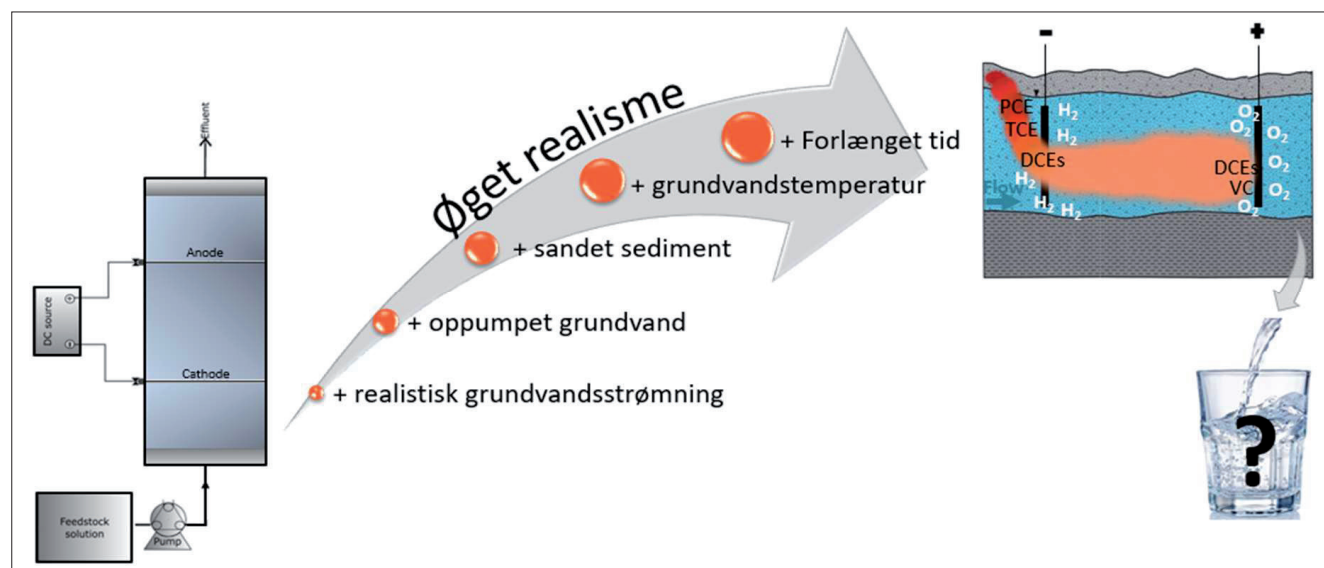 Effluent
Anode
DC source
+
-
Cathode
Feedstock
solution
Pump
Øget realisme
+ Forlænget tid
+ grundvandstemperatur
+ sandet sediment
+ oppumpet grundvand
+ realistisk grundvandsstrømning
- +
PCE H₂ O₂
TCE H₂ O₂ O₂
DCEs DCEs O₂
H₂ VC O₂
Flow H₂ H₂ O₂
?